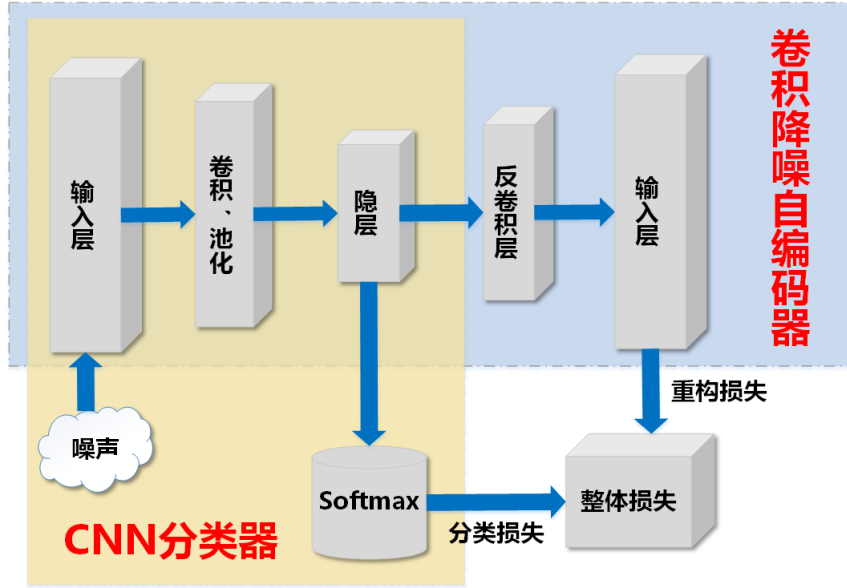 卷积降噪自编码器
输入层
卷积、池化
隐层
反卷积层
输入层
重构损失
噪声
Softmax
整体损失
分类损失
CNN分类器